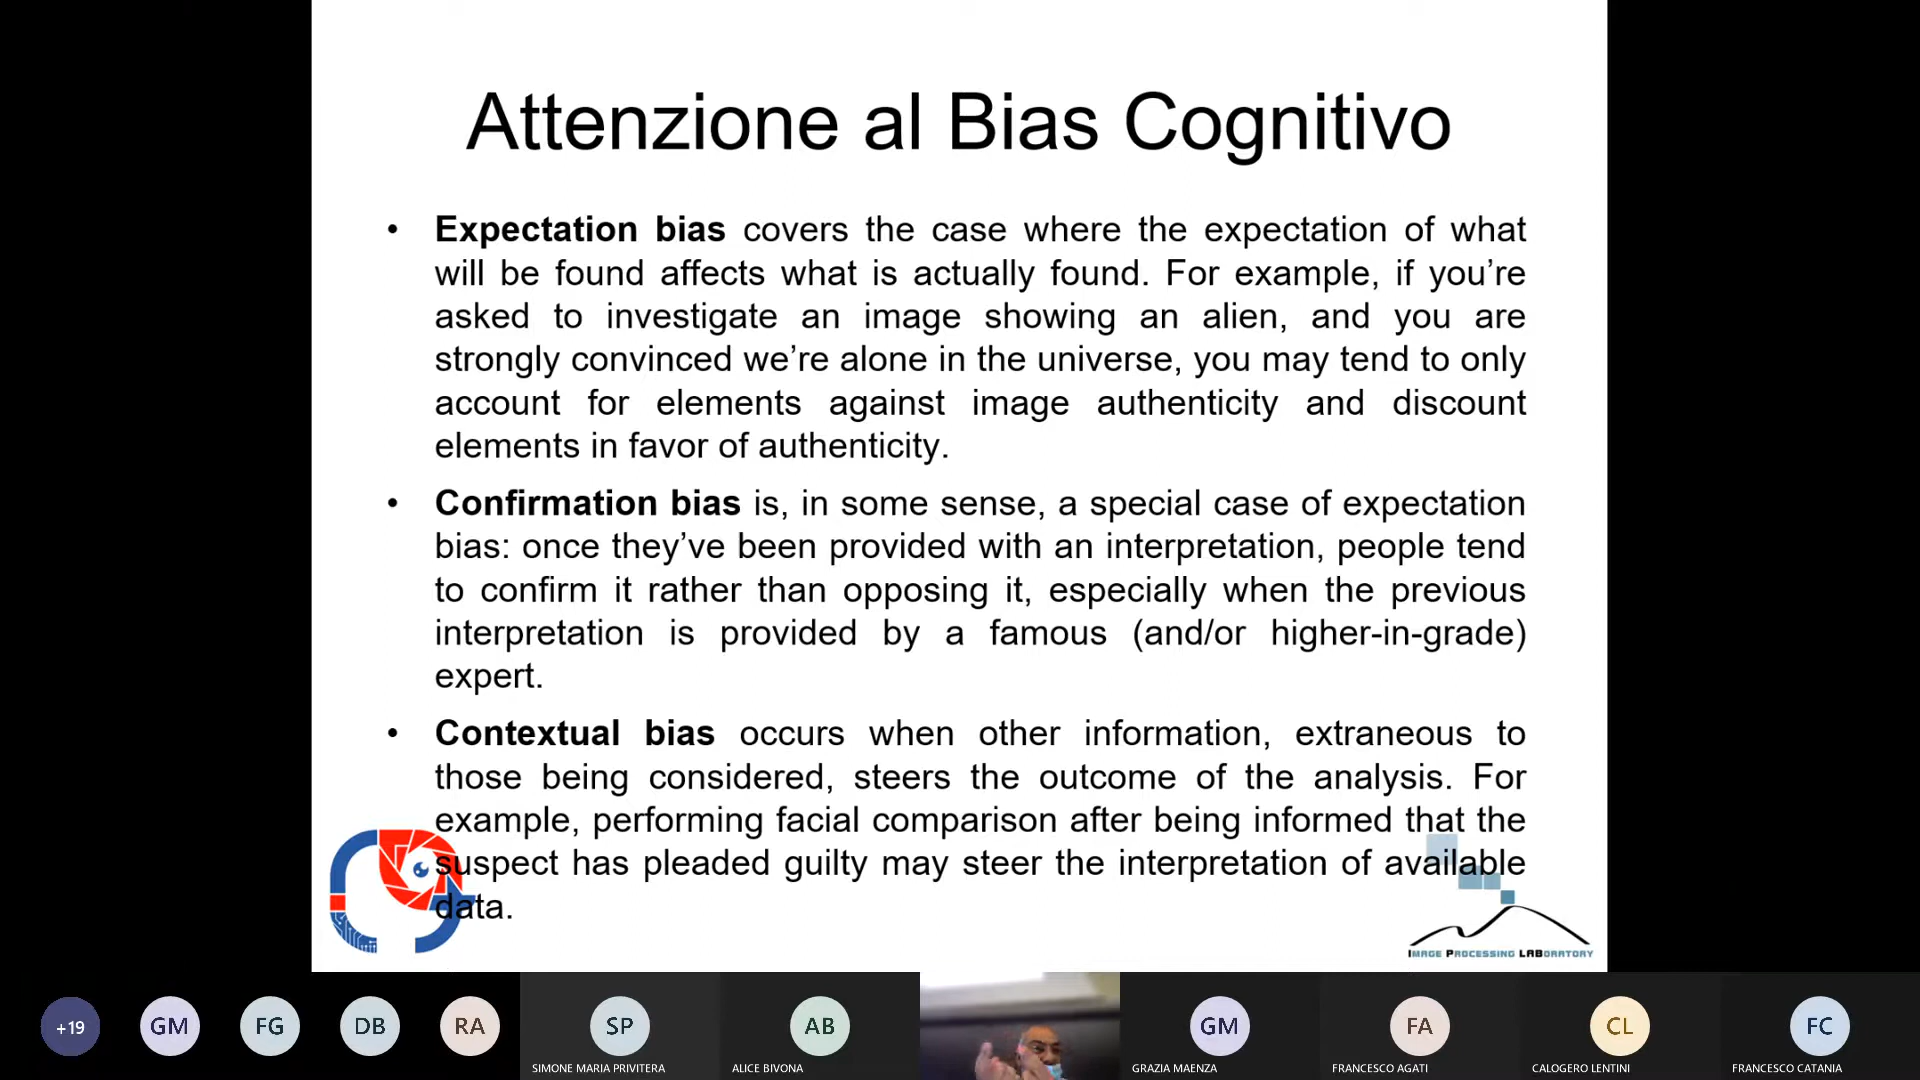 Attenzione al Bias Cognitivo
• Expectation bias covers the case where the expectation of what
will be found affects what is actually found. For example, if you’re
asked to investigate an image showing an alien, and you are
strongly convinced we’re alone in the universe, you may tend to only
account for elements against image authenticity and discount
elements in favor of authenticity.
• Confirmation bias is, in some sense, a special case of expectation
bias: once they’ve been provided with an interpretation, people tend
to confirm it rather than opposing it, especially when the previous
interpretation is provided by a famous (and/or higher-in-grade)
expert.
• Contextual bias occurs when other information, extraneous to
those being considered, steers the outcome of the analysis. For
example, performing facial comparison after being informed that the
suspect has pleaded guilty may steer the interpretation of available
data.
IMAGE PROCESSING LABORATORY
+19
GM
FG
DB
RA
SP
AB
GM
FA
CL
FC
SIMONE MARIA PRIVITERA
ALICE BIVONA
GRAZIA MAENZA
FRANCESCO AGATI
CALOGERO LENTINI
FRANCESCO CATANIA